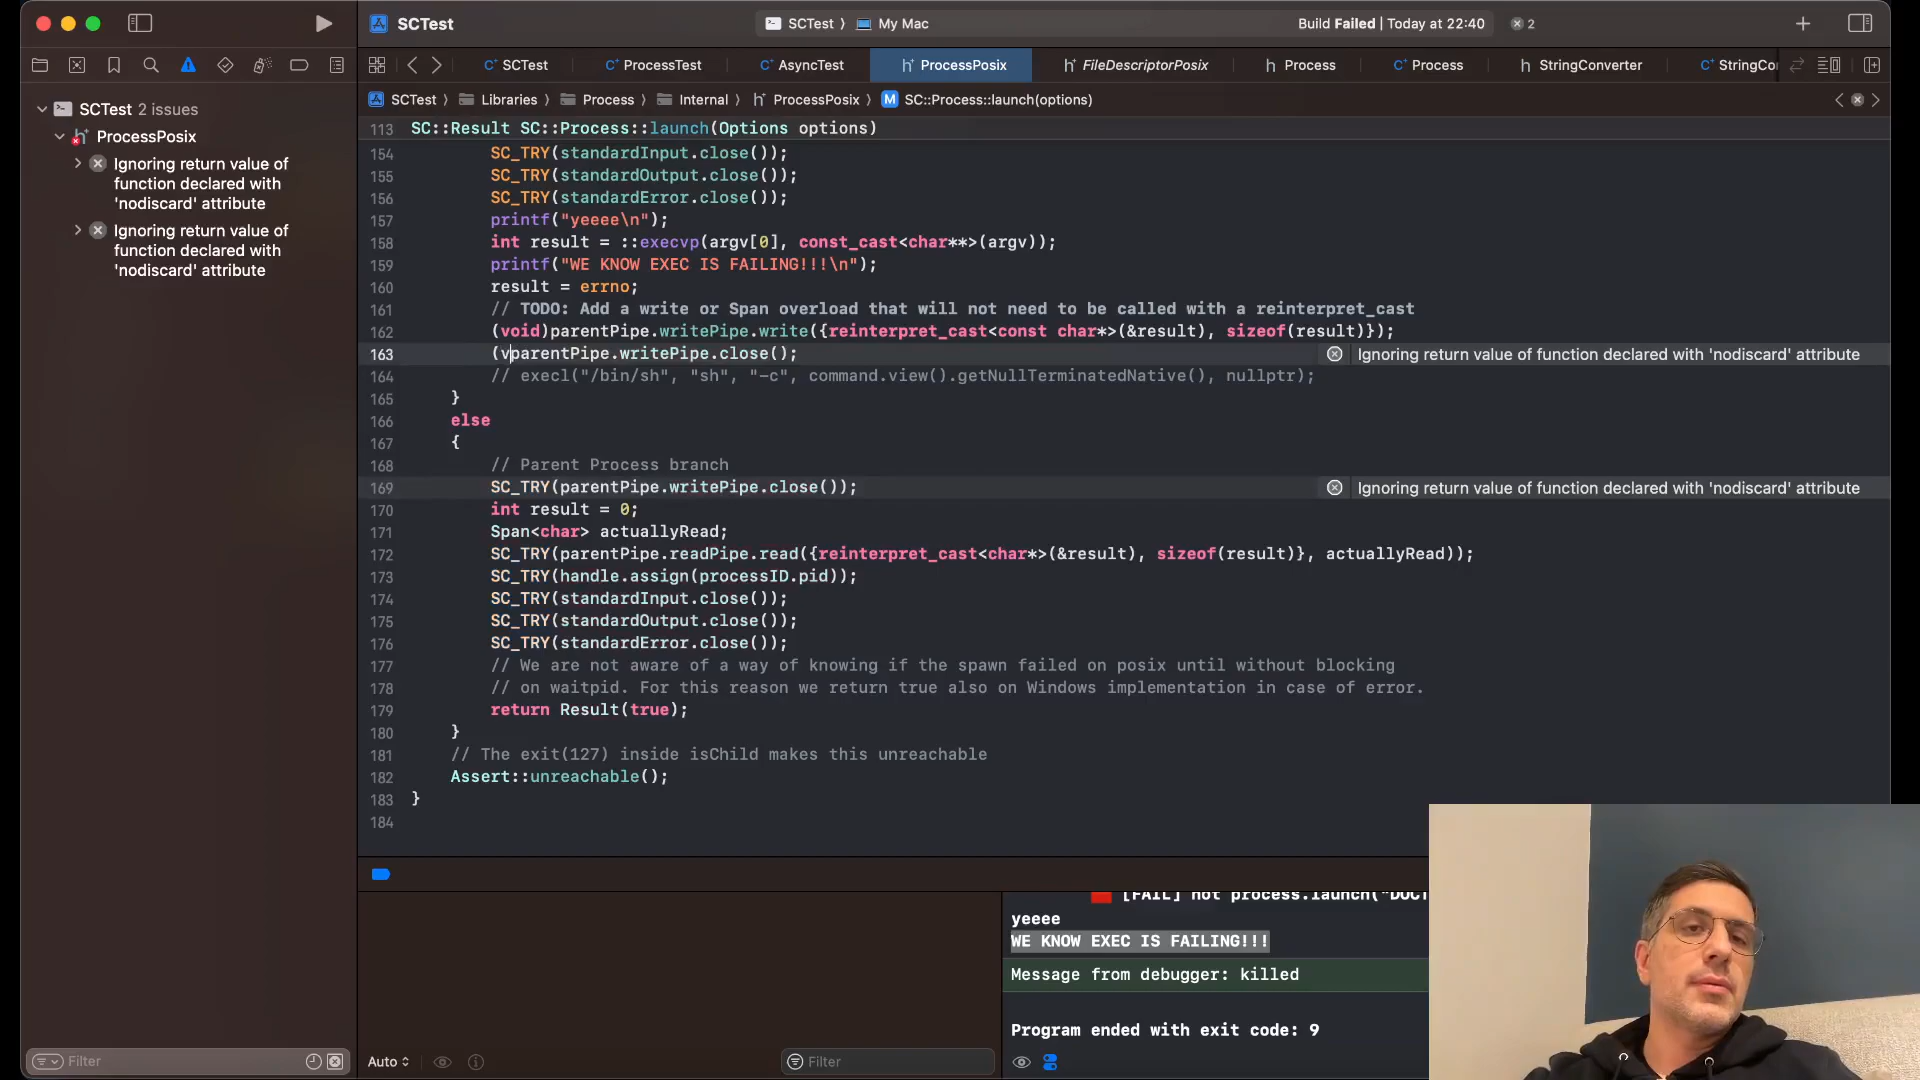 SCTest
SCTest 〉 My Mac
Build Failed | Today at 22:40
2
SCTest
ProcessTest
AsyncTest
ProcessPosix
FileDescriptorPosix
Process
Process
StringConverter
StringCo
SCTest 2 issues
ProcessPosix
Ignoring return value of
function declared with
'nodiscard' attribute
Ignoring return value of
function declared with
'nodiscard' attribute
SCTest 〉 Libraries 〉 Process 〉 Internal 〉 ProcessPosix 〉 M SC::Process::launch(options)
113 SC::Result SC::Process::launch(Options options)
154 SC_TRY(standardInput.close());
155 SC_TRY(standardOutput.close());
156 SC_TRY(standardError.close());
157 printf("yeeee\n");
158 int result = ::execvp(argv[0], const_cast<char**>(argv));
159 printf("WE KNOW EXEC IS FAILING!!!\n");
160 result = errno;
161 // TODO: Add a write or Span overload that will not need to be called with a reinterpret_cast
162 (void)parentPipe.writePipe.write({reinterpret_cast<const char*>(&result), sizeof(result)});
163 (vparentPipe.writePipe.close(); Ignoring return value of function declared with 'nodiscard' attribute
164 // execl("/bin/sh", "sh", "-c", command.view().getNullTerminatedNative(), nullptr);
165 }
166 else
167 {
168 // Parent Process branch
169 SC_TRY(parentPipe.writePipe.close()); Ignoring return value of function declared with 'nodiscard' attribute
170 int result = 0;
171 Span<char> actuallyRead;
172 SC_TRY(parentPipe.readPipe.read({reinterpret_cast<char*>(&result), sizeof(result)}, actuallyRead));
173 SC_TRY(handle.assign(processID.pid));
174 SC_TRY(standardInput.close());
175 SC_TRY(standardOutput.close());
176 SC_TRY(standardError.close());
177 // We are not aware of a way of knowing if the spawn failed on posix until without blocking
178 // on waitpid. For this reason we return true also on Windows implementation in case of error.
179 return Result(true);
180 }
181 // The exit(127) inside isChild makes this unreachable
182 Assert::unreachable();
183 }
184
[FAIL] not process.launch("DOCT
yeeee
WE KNOW EXEC IS FAILING!!!
Message from debugger: killed
Program ended with exit code: 9
Filter
Auto
Filter